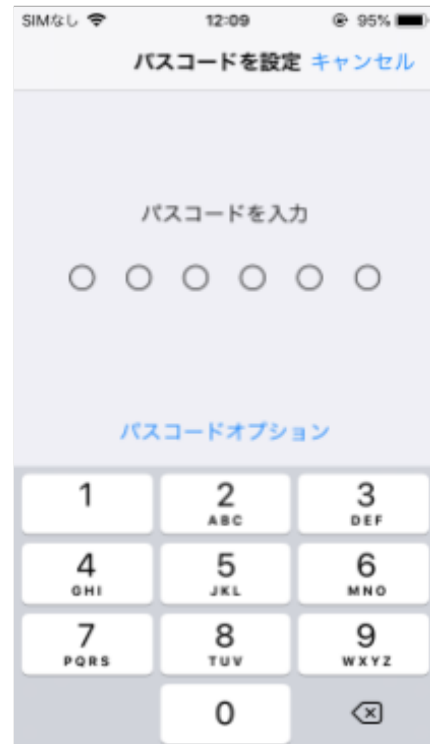 SIMなし 12:09 95%
パスコードを設定 キャンセル
パスコードを入力
パスコードオプション
1 2 3
ABC DEF
4 5 6
GHI JKL MNO
7 8 9
PQRS TUV WXYZ
0